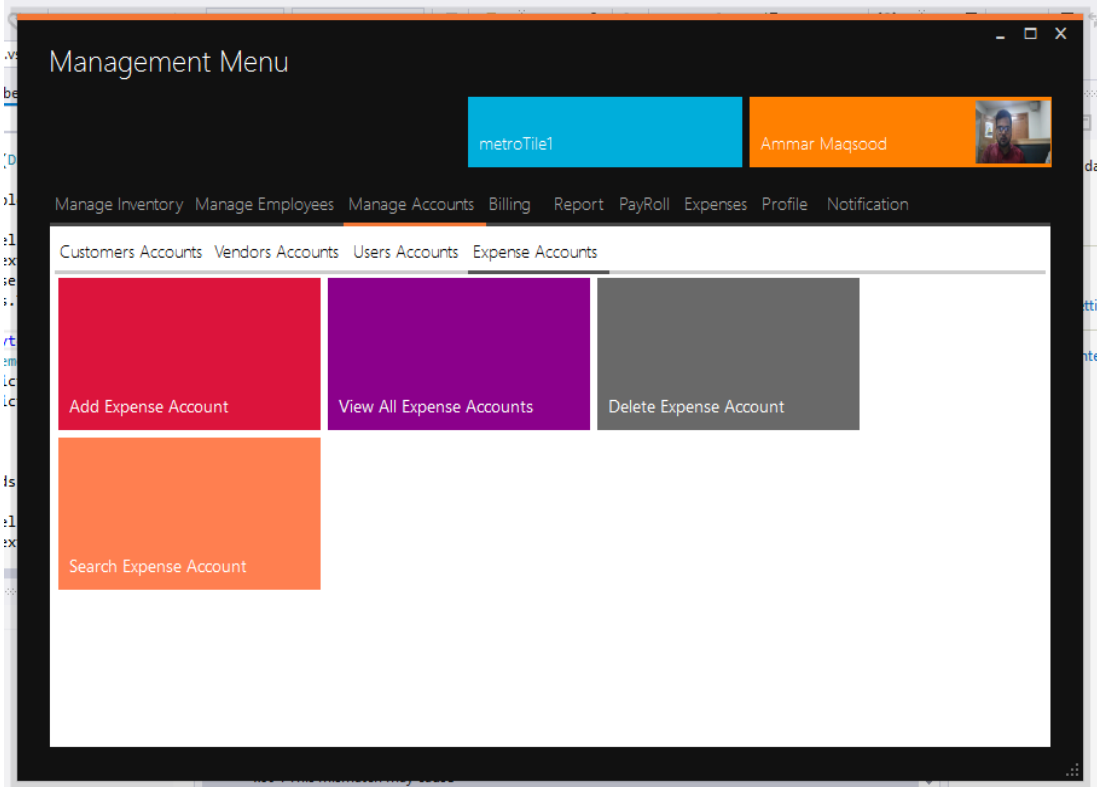 Management Menu
metroTile1
Ammar Maqsood
Manage Inventory Manage Employees Manage Accounts Billing Report PayRoll Expenses Profile Notification
Customers Accounts Vendors Accounts Users Accounts Expense Accounts
Add Expense Account
View All Expense Accounts
Delete Expense Account
Search Expense Account